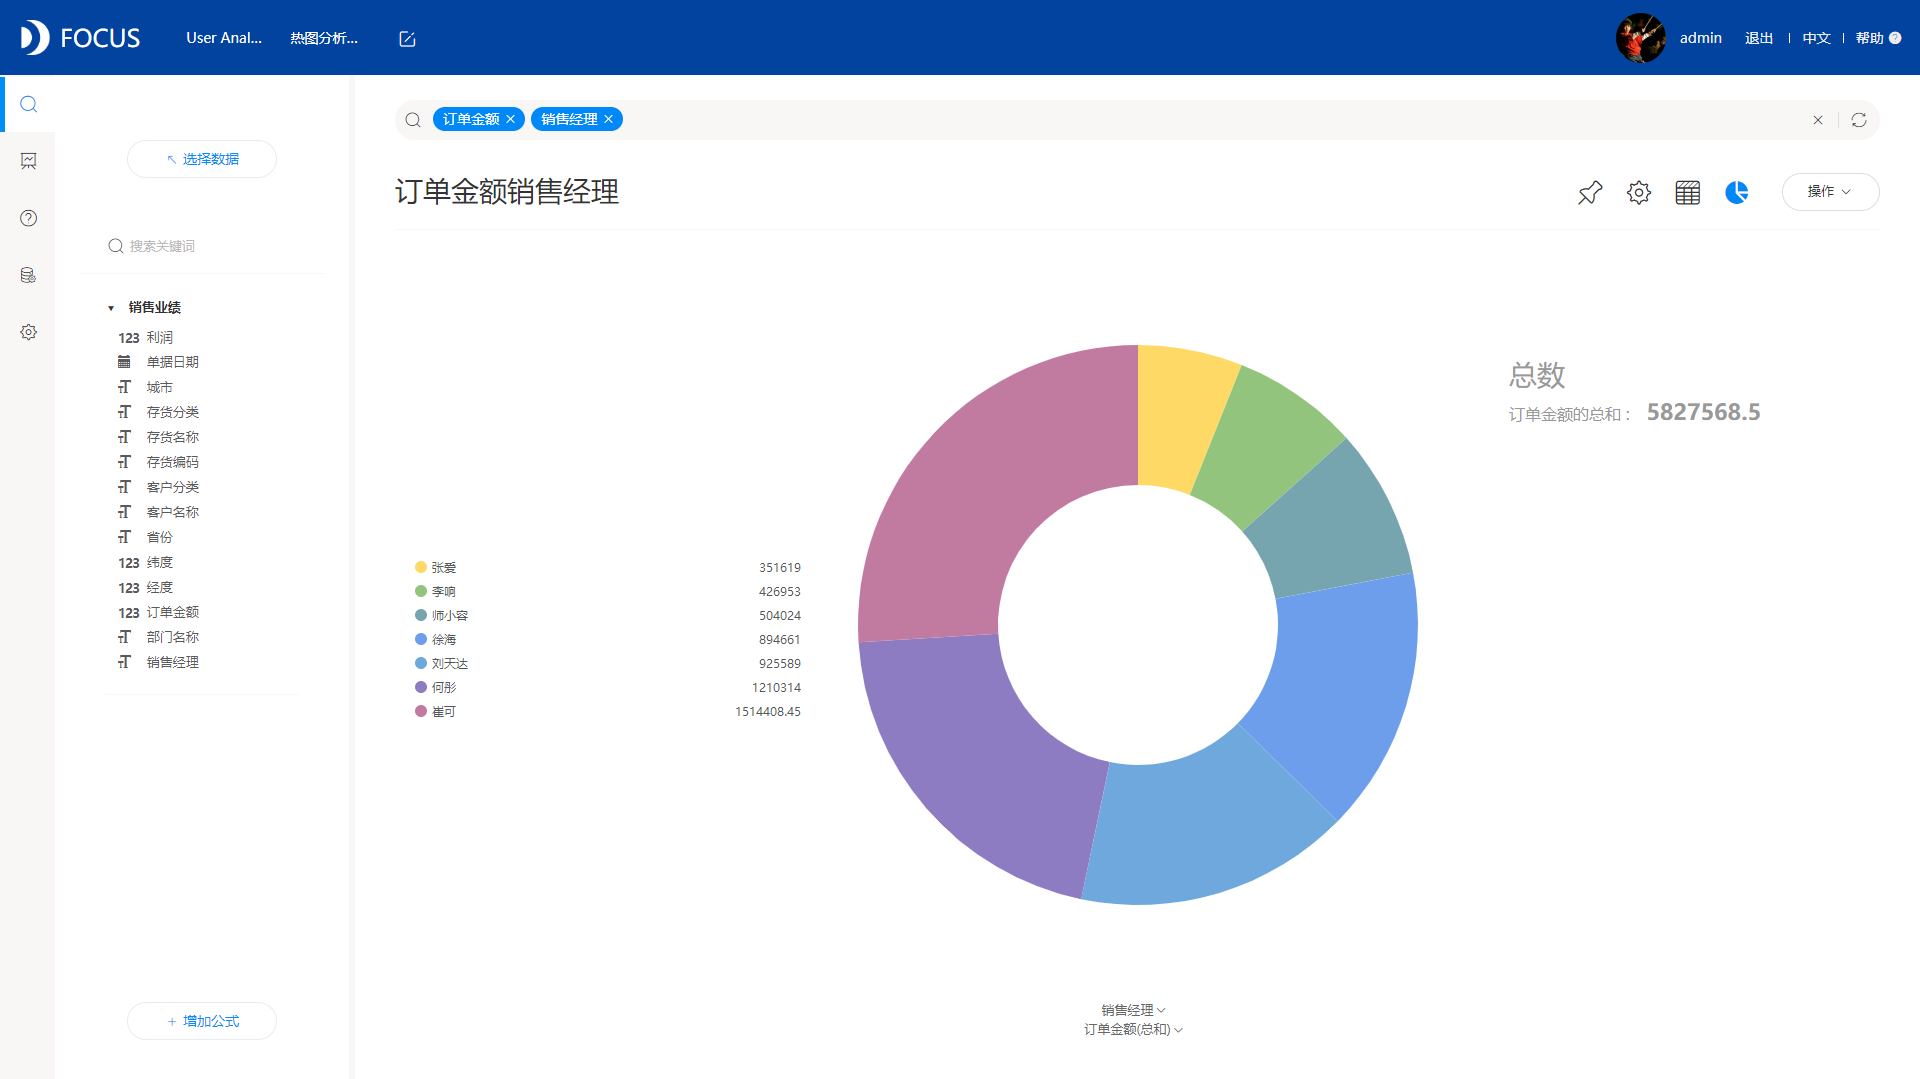 FOCUS
User Anal...
热图分析...
admin
退出
中文
帮助
选择数据
搜索关键词
销售业绩
123 利润
单据日期
城市
存货分类
存货名称
存货编码
客户分类
客户名称
省份
123 纬度
123 经度
123 订单金额
部门名称
销售经理
+ 增加公式
订单金额
销售经理
订单金额销售经理
操作
张爱 351619
李响 426953
师小容 504024
徐海 894661
刘天达 925589
何彤 1210314
崔可 1514408.45
总数
订单金额的总和： 5827568.5
销售经理
订单金额(总和)